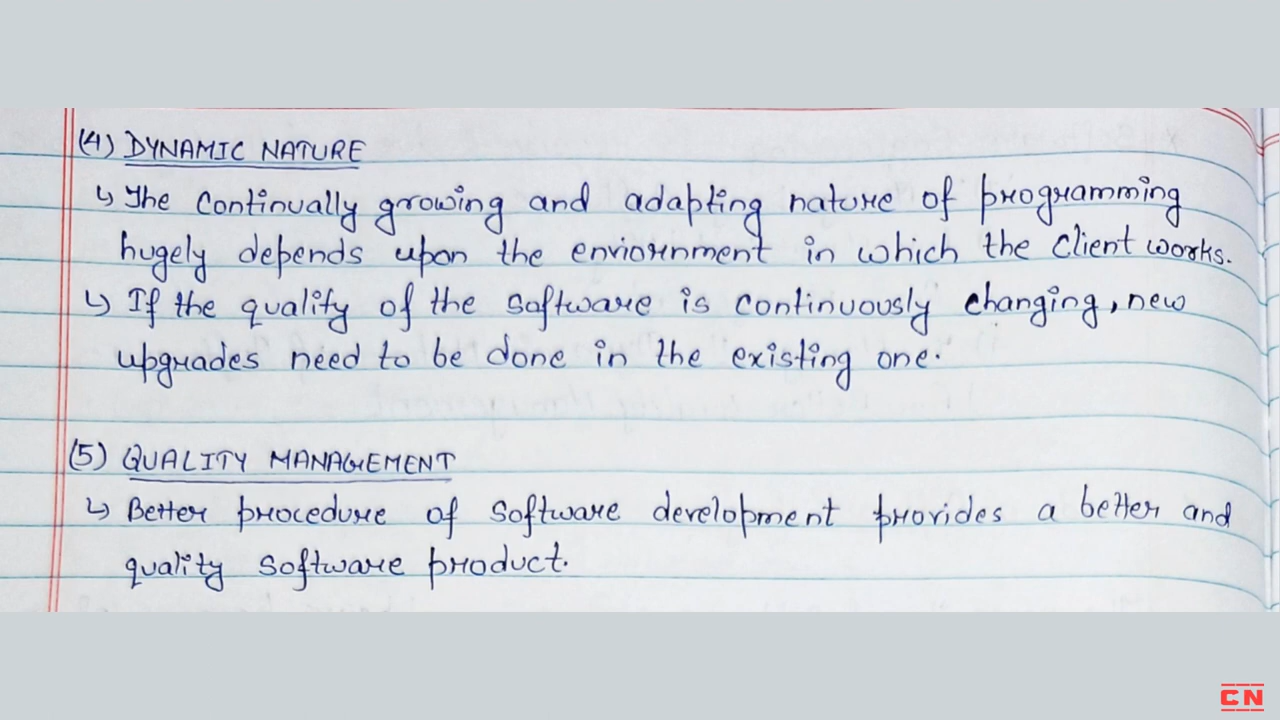 (4) DYNAMIC NATURE
↳ The continually growing and adapting nature of programming
hugely depends upon the enviornment in which the client works.
↳ If the quality of the software is continuously changing, new
upgrades need to be done in the existing one.
(5) QUALITY MANAGEMENT
↳ Better procedure of software development provides a better and
quality software product.
CN